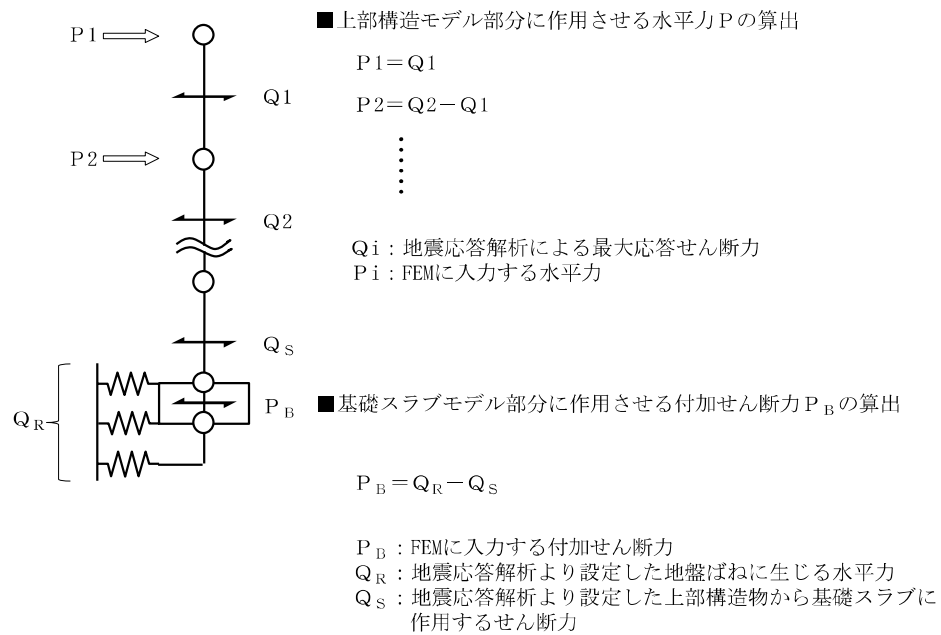 ■上部構造モデル部分に作用させる水平力Pの算出
P1
P1=Q1
Q1
P2=Q2-Q1
P2
Q2
Qi:地震応答解析による最大応答せん断力
Pi:FEMに入力する水平力
QS
PB
QR
■基礎スラブモデル部分に作用させる付加せん断力PBの算出
PB=QR-QS
PB:FEMに入力する付加せん断力
QR:地震応答解析より設定した地盤ばねに生じる水平力
QS:地震応答解析より設定した上部構造物から基礎スラブに
作用するせん断力